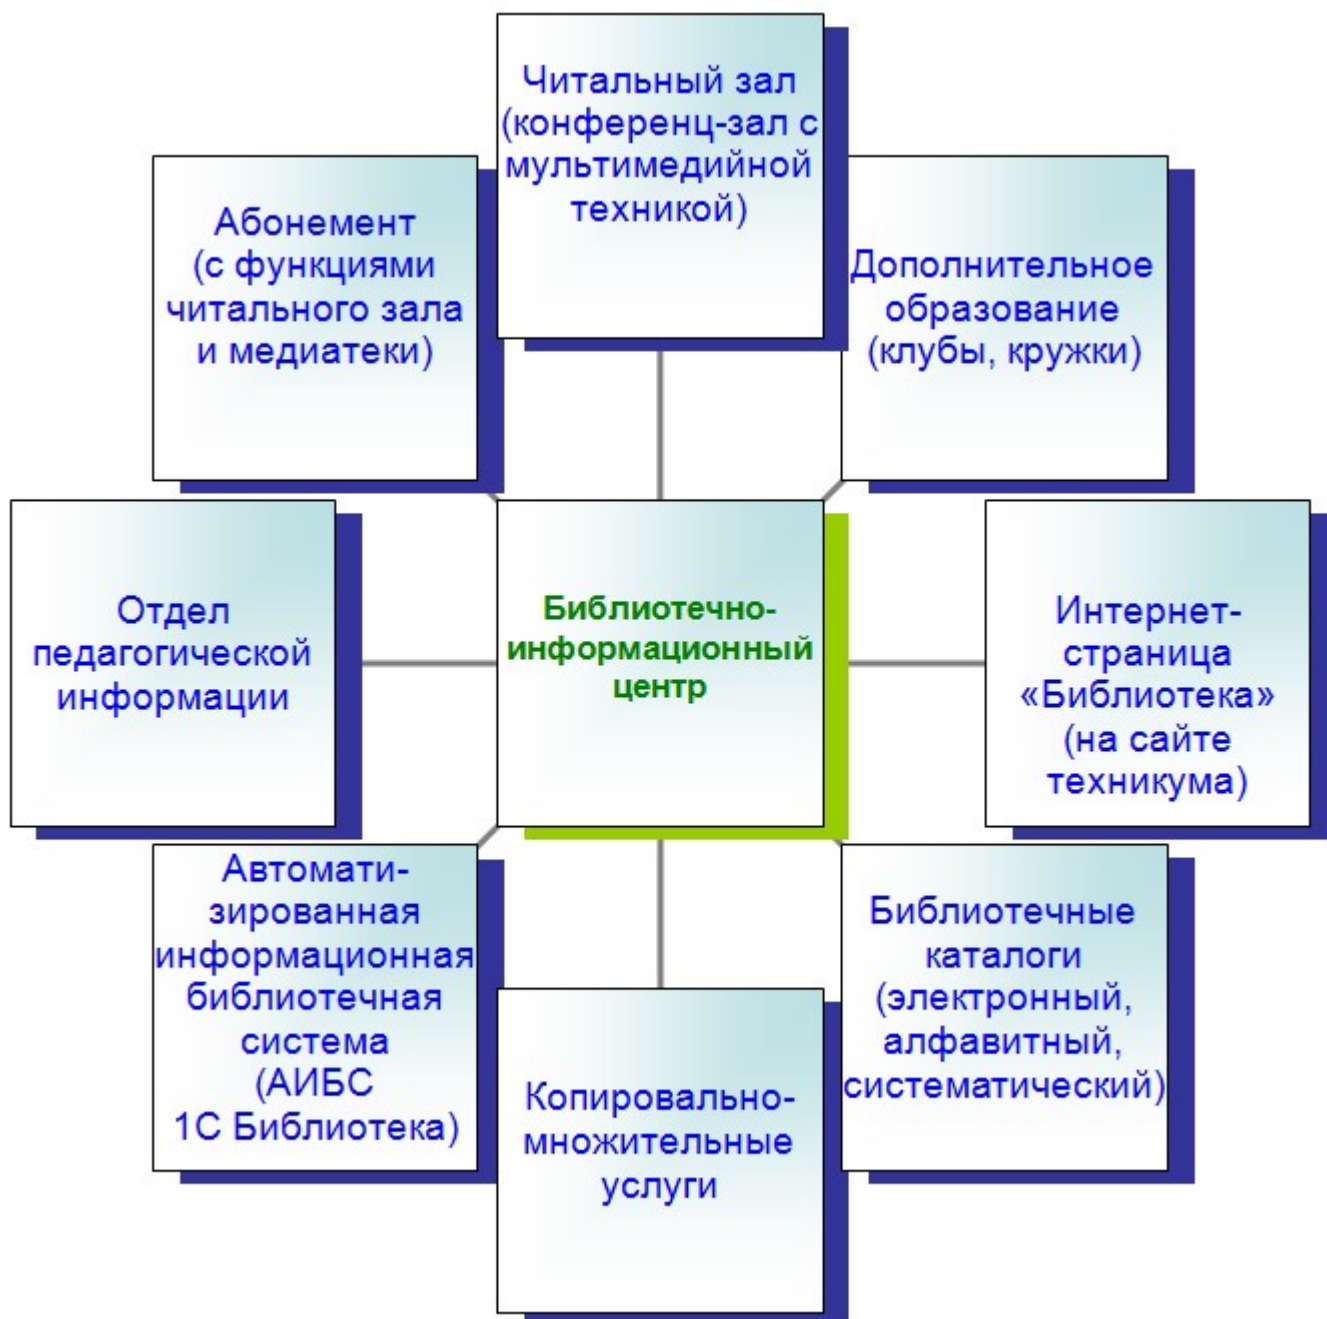 Читальный зал
(конференц-зал с
мультимедийной
техникой)
Абонемент
(с функциями
читального зала
и медиатеки)
Дополнительное
образование
(клубы, кружки)
Отдел
педагогической
информации
Библиотечно-
информационный
центр
Интернет-
страница
«Библиотека»
(на сайте
техникума)
Автомати-
зированная
информационная
библиотечная
система
(АИБС
1С Библиотека)
Библиотечные
каталоги
(электронный,
алфавитный,
систематический)
Копировально-
множительные
услуги